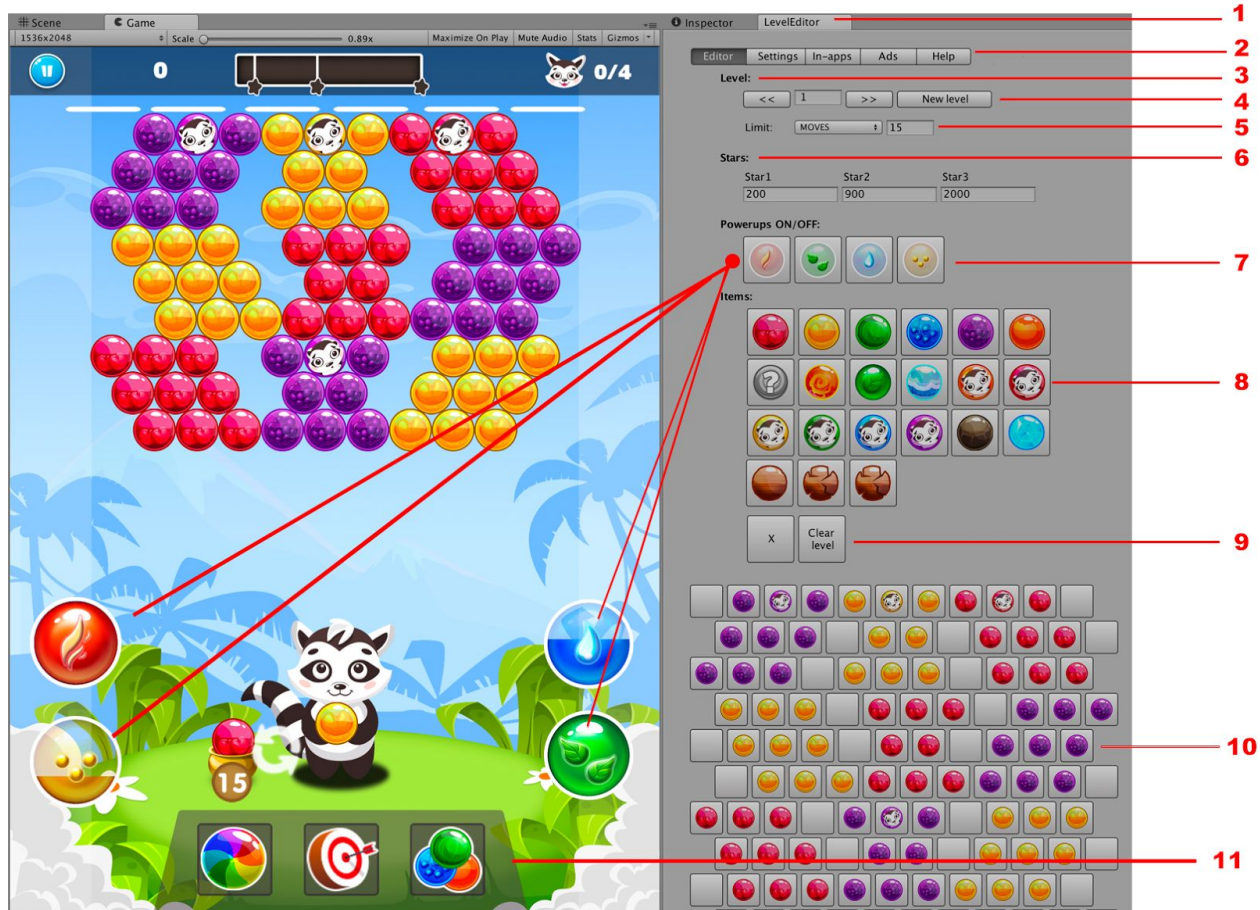 Scene Game
Inspector LevelEditor 1
1536x2048 Scale 0.89x Maximize On Play Mute Audio Stats Gizmos
0 0/4
Editor Settings In-apps Ads Help 2
Level: 3
<< 1 >> New level 4
Limit: MOVES 15 5
Stars: 6
Star1 Star2 Star3
200 900 2000
Powerups ON/OFF:
7
Items:
?
8
X Clear level 9
10
15
11